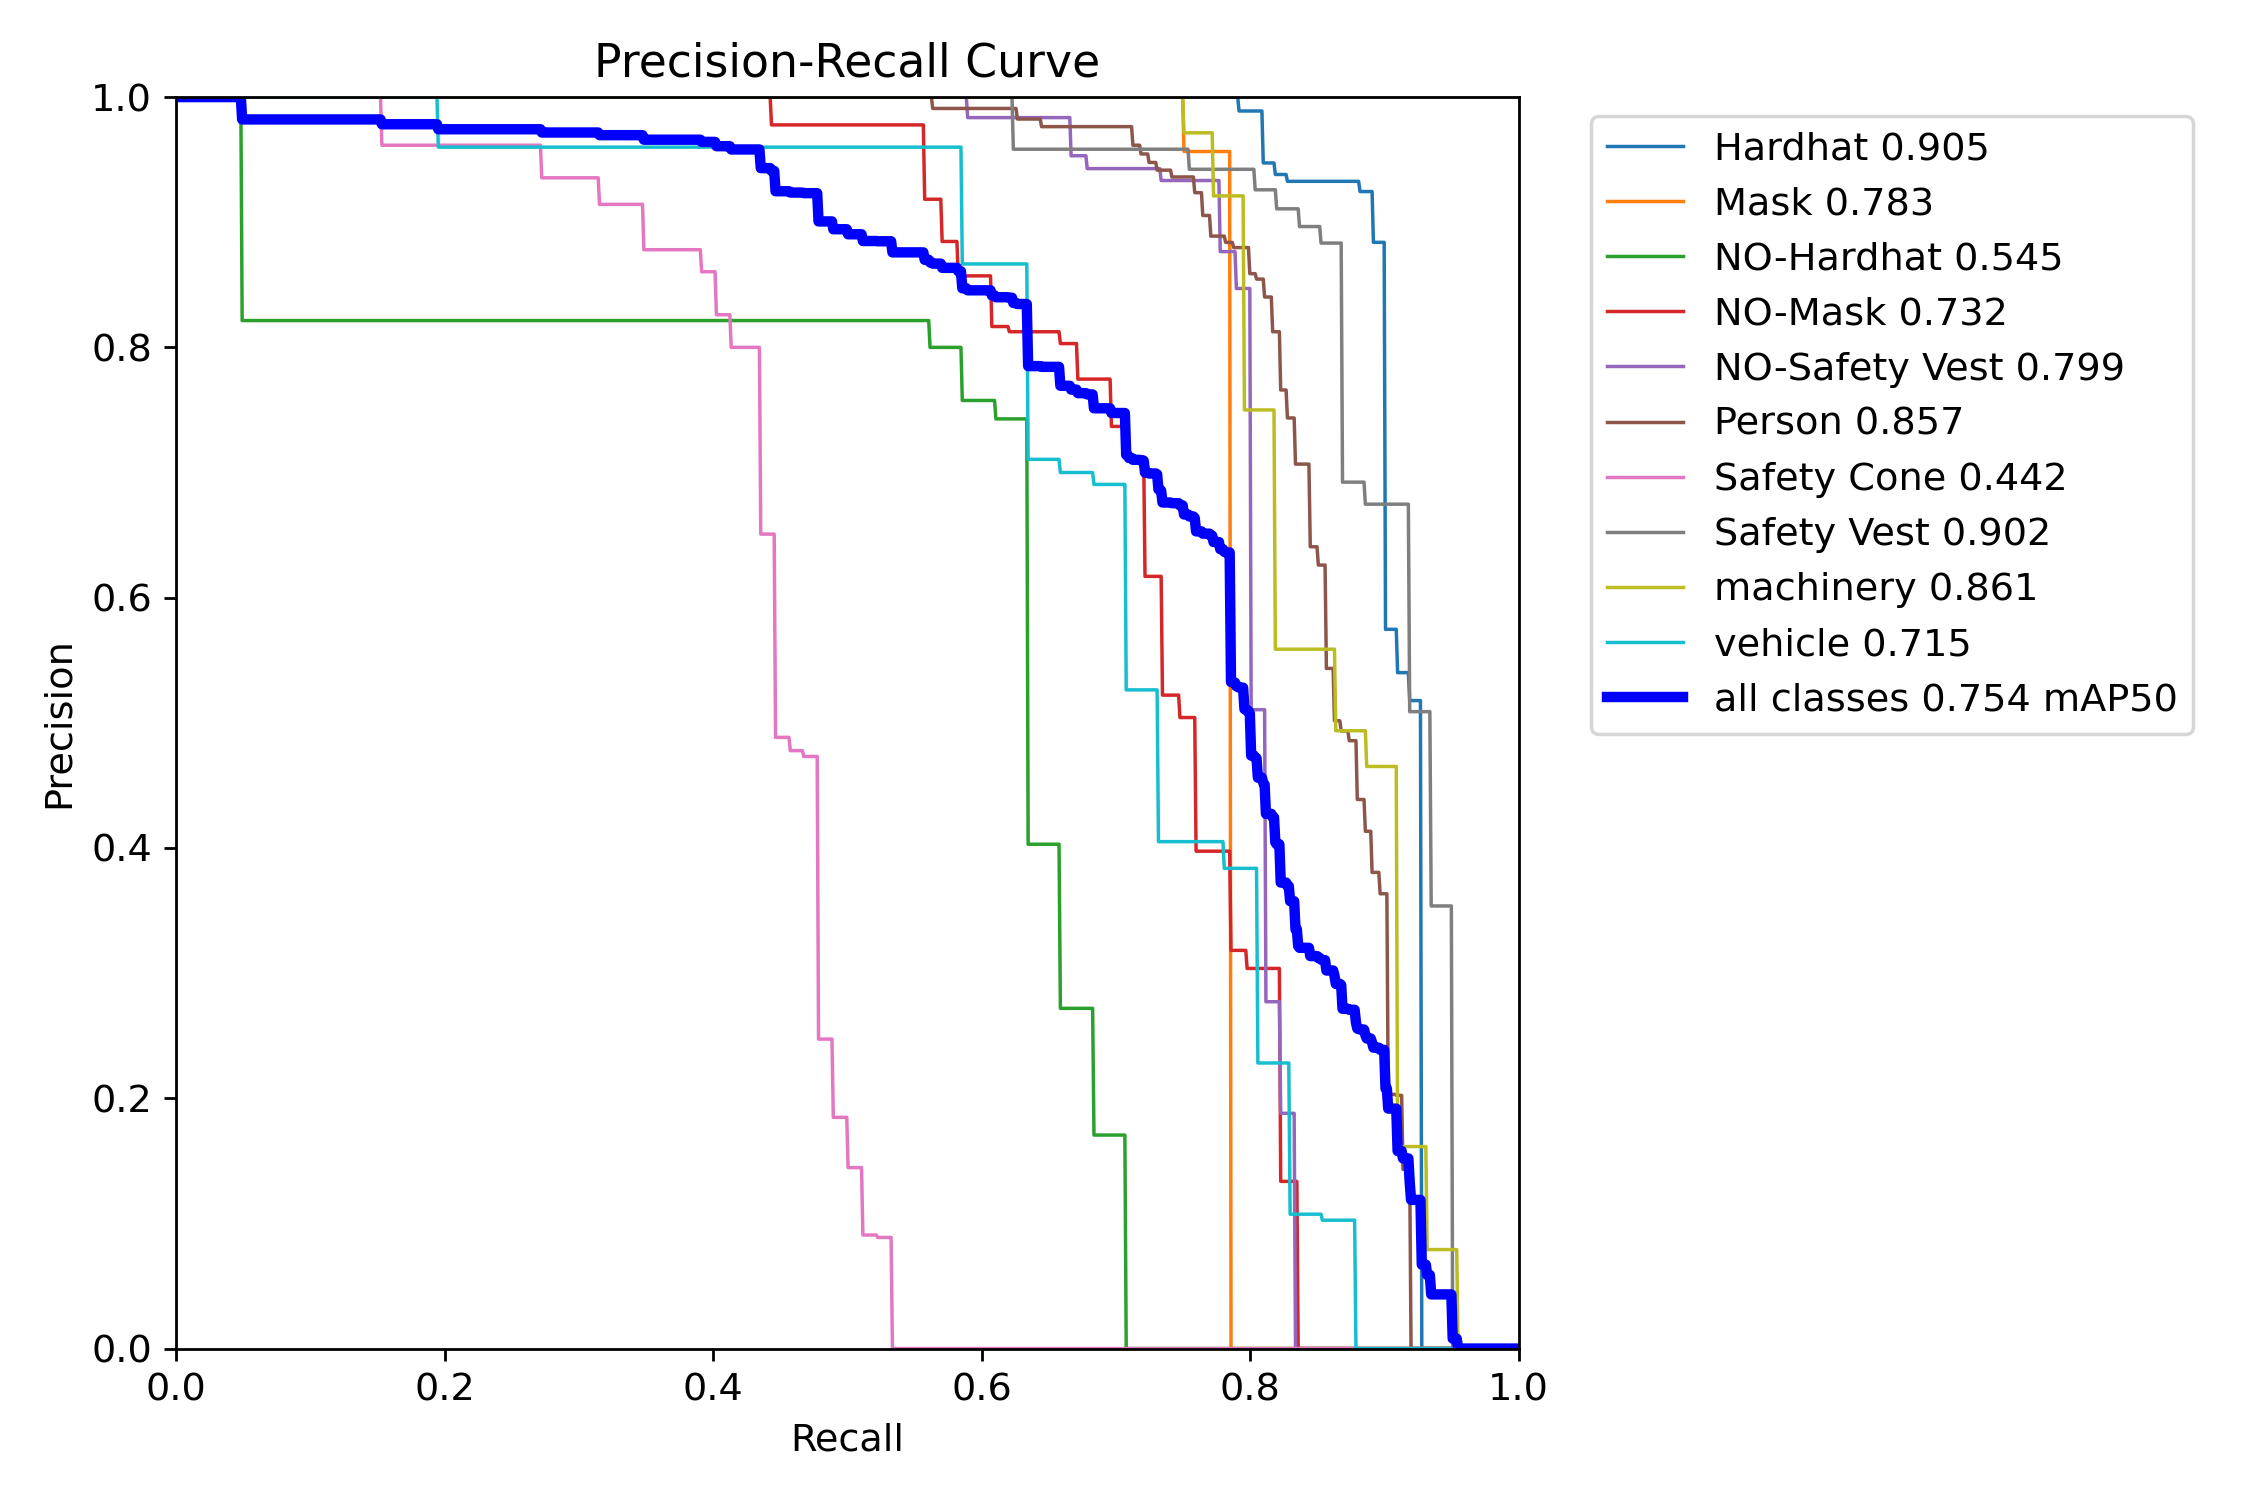 Precision-Recall Curve
1.0
0.8
0.6
0.4
0.2
0.0
Precision
0.0 0.2 0.4 0.6 0.8 1.0
Recall
Hardhat 0.905
Mask 0.783
NO-Hardhat 0.545
NO-Mask 0.732
NO-Safety Vest 0.799
Person 0.857
Safety Cone 0.442
Safety Vest 0.902
machinery 0.861
vehicle 0.715
all classes 0.754 mAP50